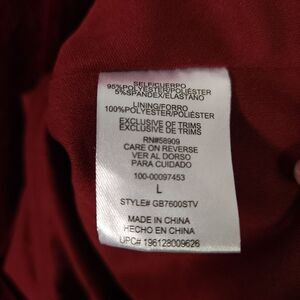 SELF/CUERPO
95%POLYESTER/POLIÉSTER
5%SPANDEX/ELASTANO
LINING/FORRO
100%POLYESTER/POLIÉSTER
EXCLUSIVE OF TRIMS
EXCLUSIVE OF TRIMS
RN#58909
CARE ON REVERSE
VER AL DORSO
PARA CUIDADO
100-00097453
L
STYLE# GB7600STV
MADE IN CHINA
HECHO EN CHINA
UPC# 196123009626